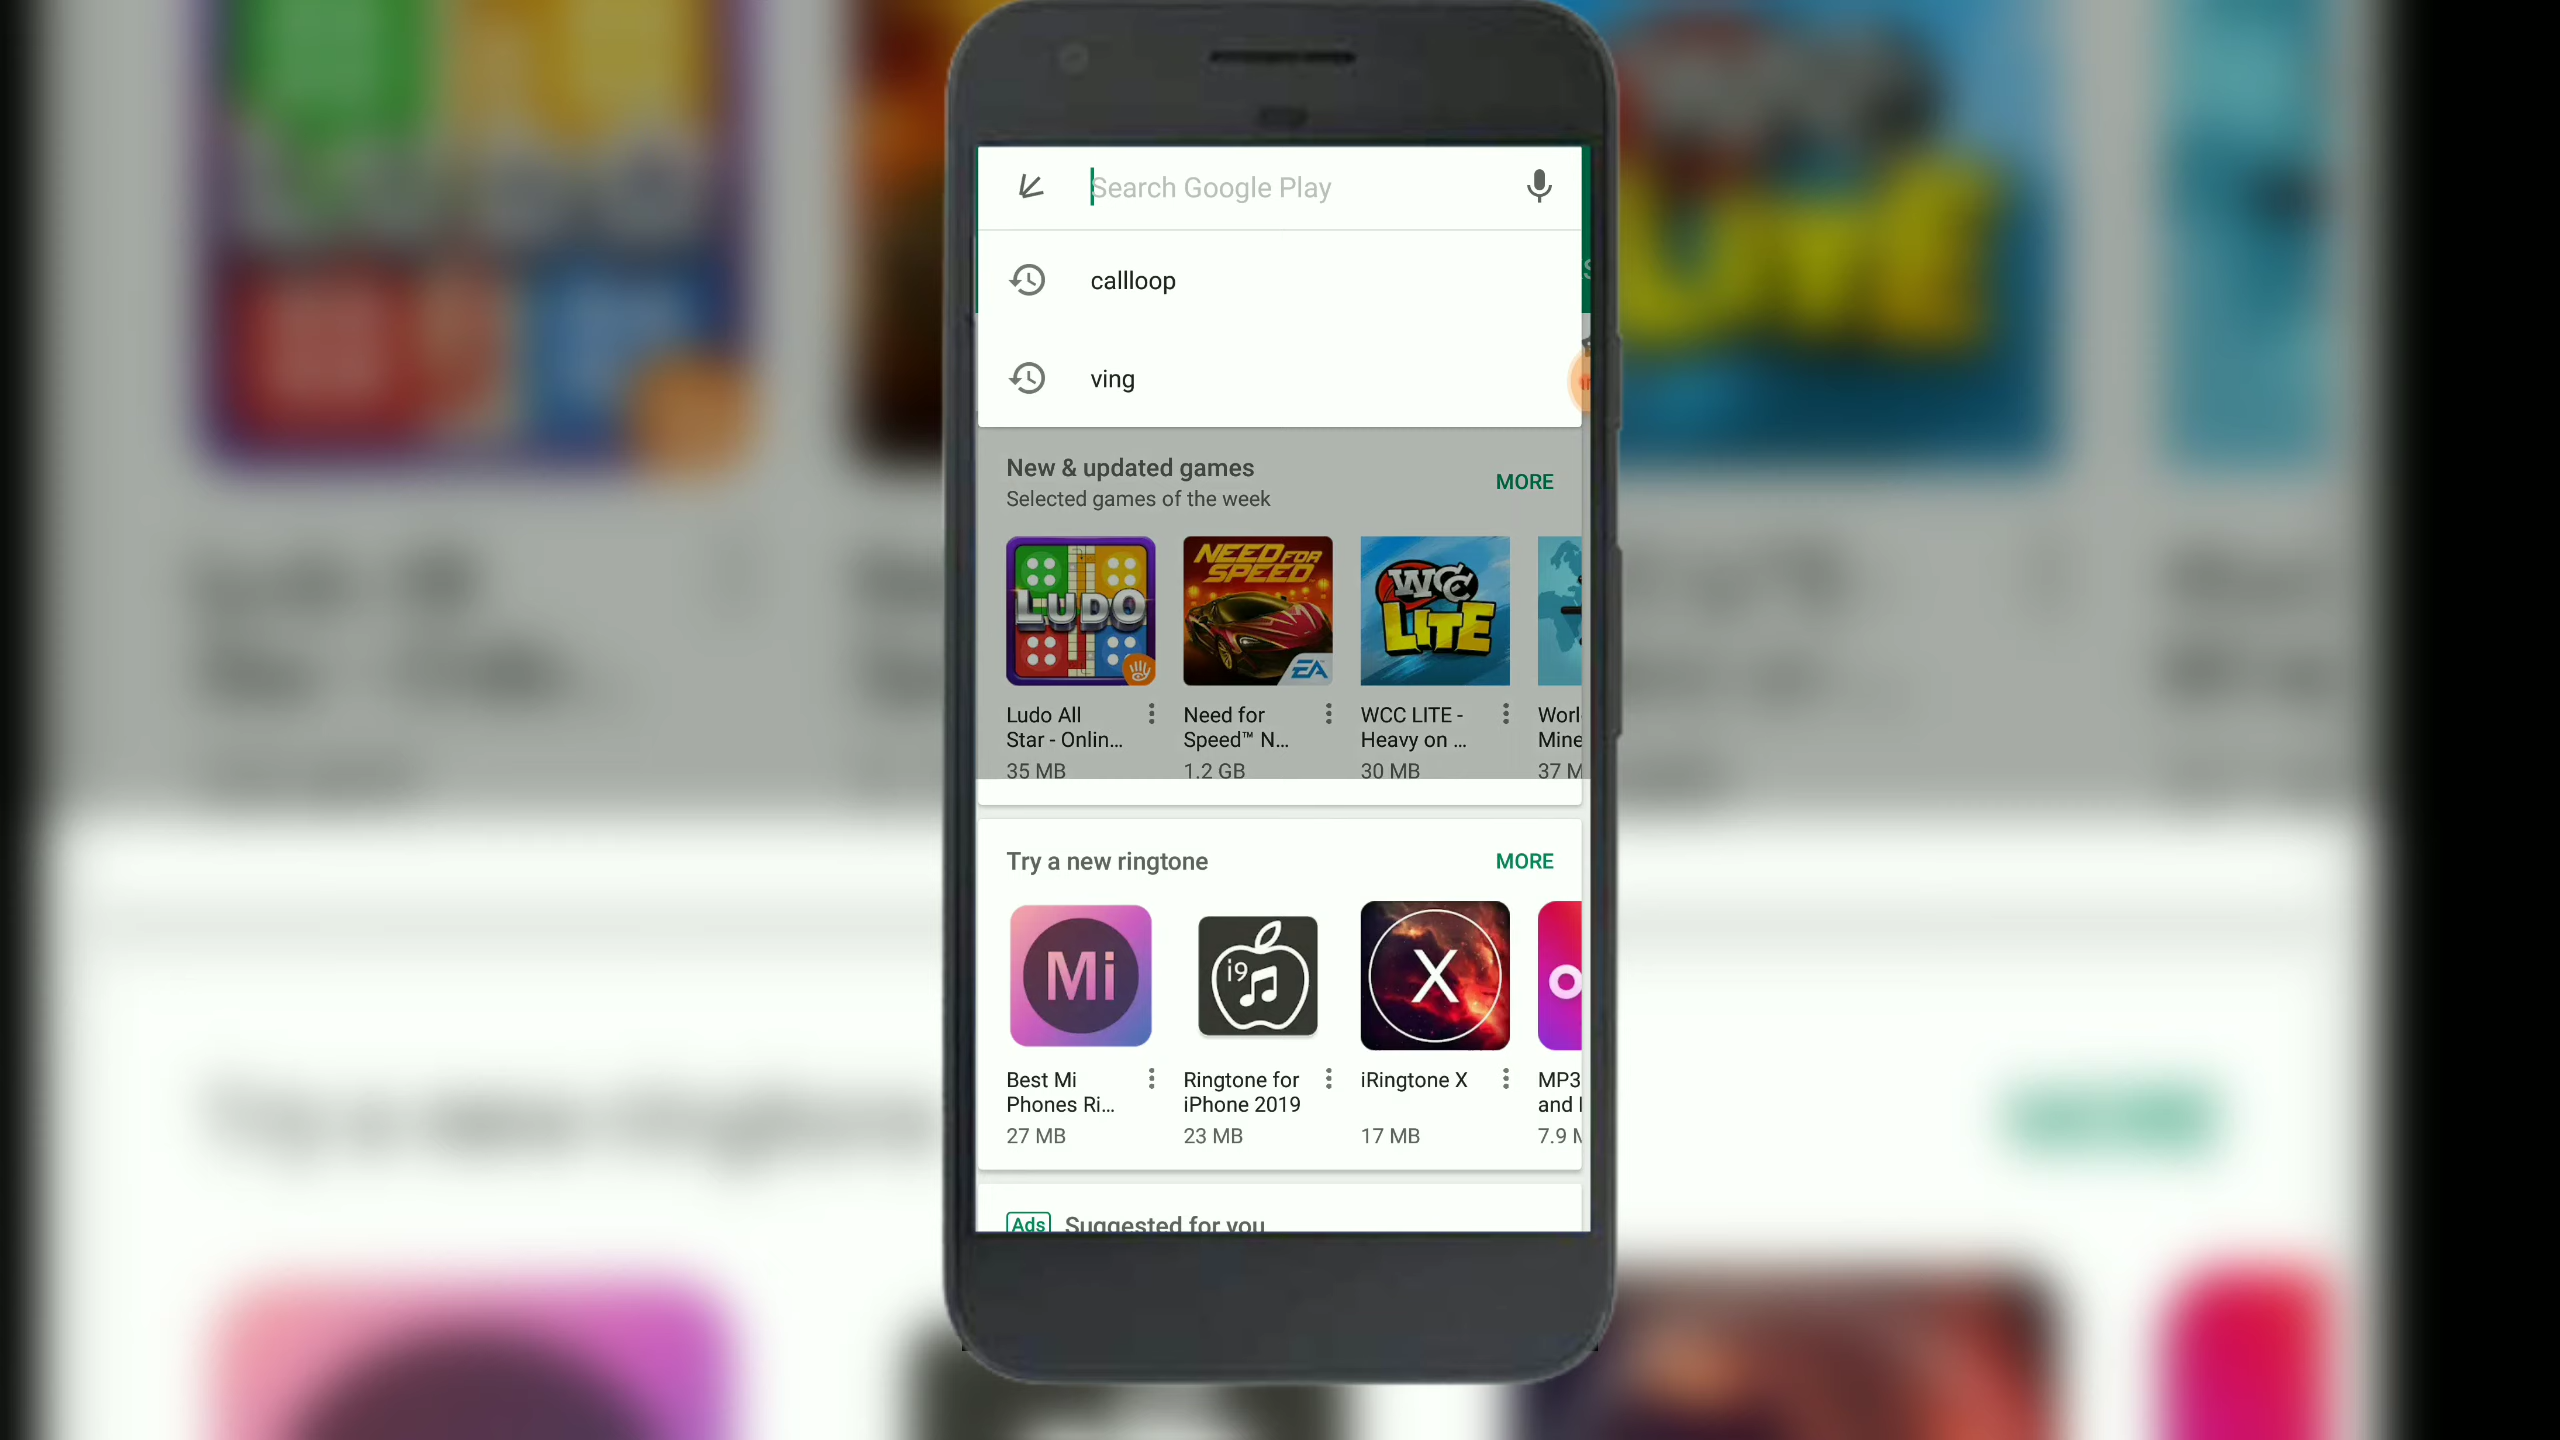 Search Google Play
callloop
ving
New & updated games
MORE
Selected games of the week
NEED FOR
SPEED
WCC
LITE
LUDO
EA
Ludo All
Star - Onlin...
35 MB
Need for
Speed™ N...
1.2 GB
WCC LITE -
Heavy on ...
30 MB
Worl
Mine
37 M
Try a new ringtone
MORE
Mi
i9
X
Best Mi
Phones Ri...
27 MB
Ringtone for
iPhone 2019
23 MB
iRingtone X
17 MB
MP3
and
7.9 M
Ads Suggested for you